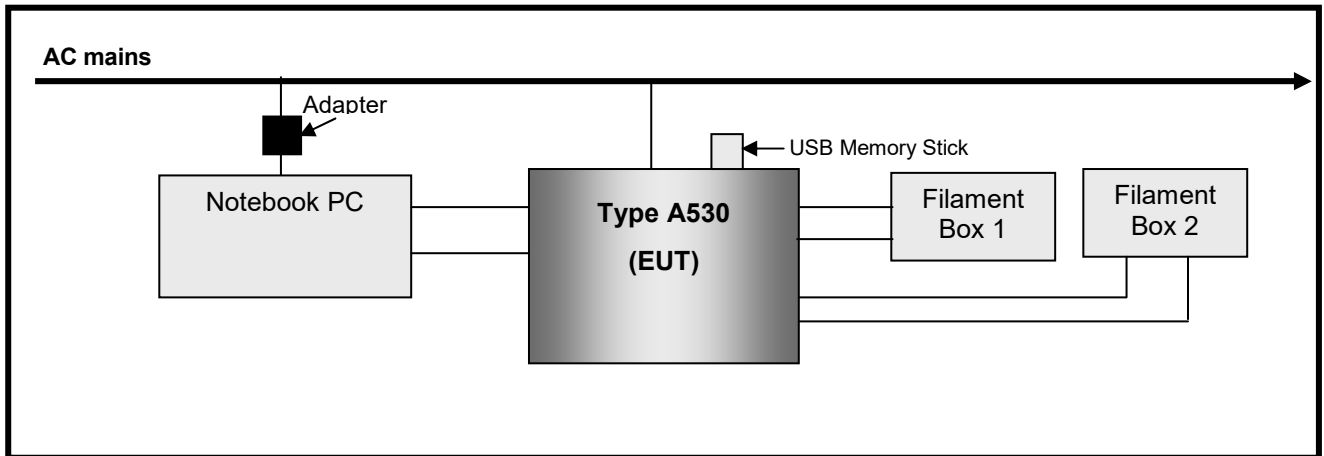 AC mains
Adapter
USB Memory Stick
Notebook PC
Type A530
(EUT)
Filament
Box 1
Filament
Box 2